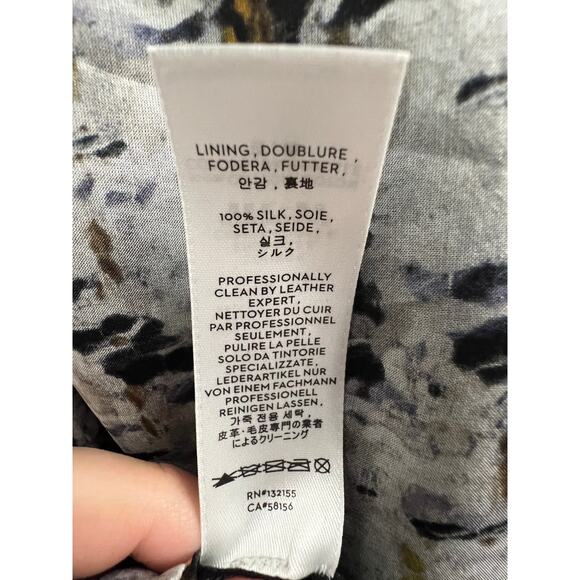 LINING, DOUBLURE
FODERA, FUTTER,
안감, 裏地
100% SILK, SOIE,
SETA, SEIDE,
실크,
シルク
PROFESSIONALLY
CLEAN BY LEATHER
EXPERT,
NETTOYER DU CUIR
PAR PROFESSIONNEL
SEULEMENT,
PULIRE LA PELLE
SOLO DA TINTORIE
SPECIALIZZATE,
LEDERARTIKEL NUR
VON EINEM FACHMANN
PROFESSIONELL
REINIGEN LASSEN,
가죽 전용 세탁,
皮革・毛皮専門の業者
によるクリーニング
RN#132155
CA#58156